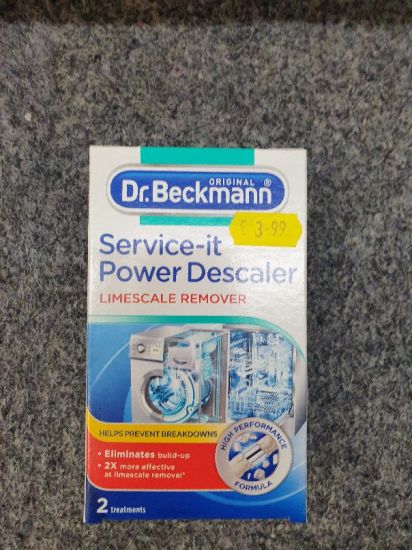 ORIGINAL
Dr.Beckmann®
€ 3.99
Service-it
Power Descaler
LIMESCALE REMOVER
HELPS PREVENT BREAKDOWNS
• Eliminates build-up
• 2X more effective
at limescale removal*
HIGH PERFORMANCE
FORMULA
2 treatments